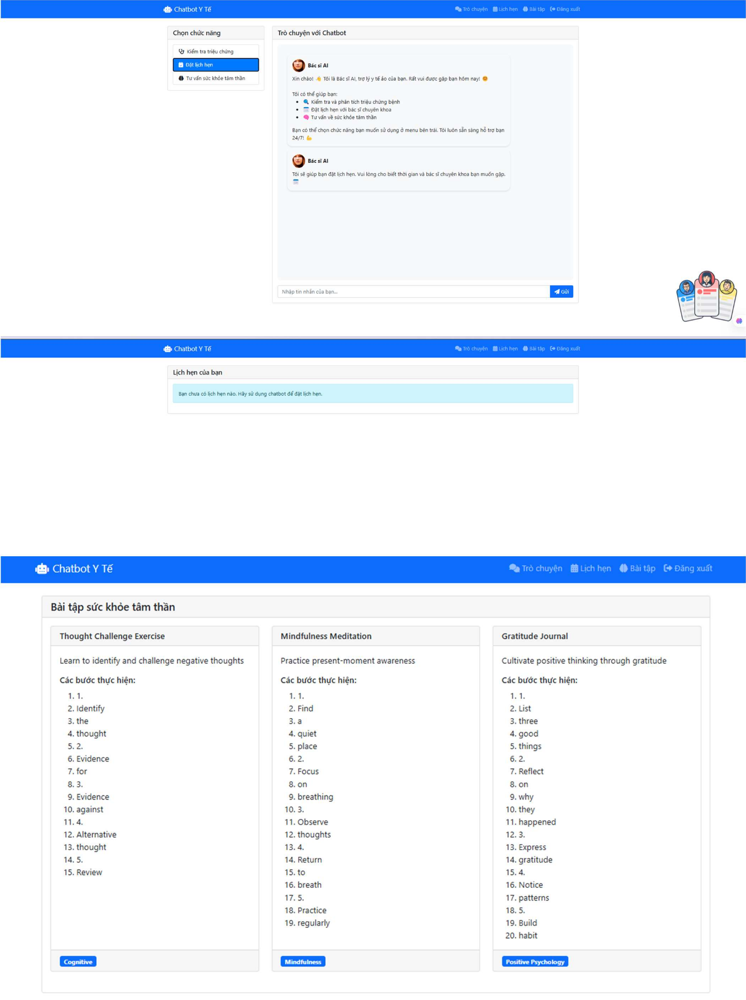 Chatbot Y Tế
Trò chuyện Lịch hẹn Bài tập Đăng xuất
Chọn chức năng
Kiểm tra triệu chứng
Đặt lịch hẹn
Tư vấn sức khỏe tâm thần
Trò chuyện với Chatbot
Bác sĩ AI
Xin chào! 👋 Tôi là Bác sĩ AI, trợ lý y tế ảo của bạn. Rất vui được gặp bạn hôm nay! 😊
Tôi có thể giúp bạn:
• 🔍 Kiểm tra và phân tích triệu chứng bệnh
• 📅 Đặt lịch hẹn với bác sĩ chuyên khoa
• 🧠 Tư vấn về sức khỏe tâm thần
Bạn có thể chọn chức năng bạn muốn sử dụng ở menu bên trái. Tôi luôn sẵn sàng hỗ trợ bạn
24/7! 💪
Bác sĩ AI
Tôi sẽ giúp bạn đặt lịch hẹn. Vui lòng cho biết thời gian và bác sĩ chuyên khoa bạn muốn gặp.
📅
Nhập tin nhắn của bạn...
Gửi
Chatbot Y Tế
Trò chuyện Lịch hẹn Bài tập Đăng xuất
Lịch hẹn của bạn
Bạn chưa có lịch hẹn nào. Hãy sử dụng chatbot để đặt lịch hẹn.
Chatbot Y Tế
Trò chuyện Lịch hẹn Bài tập Đăng xuất
Bài tập sức khỏe tâm thần
Thought Challenge Exercise
Learn to identify and challenge negative thoughts
Các bước thực hiện:
1. 1.
2. Identify
3. the
4. thought
5. 2.
6. Evidence
7. for
8. 3.
9. Evidence
10. against
11. 4.
12. Alternative
13. thought
14. 5.
15. Review
Cognitive
Mindfulness Meditation
Practice present-moment awareness
Các bước thực hiện:
1. 1.
2. Find
3. a
4. quiet
5. place
6. 2.
7. Focus
8. on
9. breathing
10. 3.
11. Observe
12. thoughts
13. 4.
14. Return
15. to
16. breath
17. 5.
18. Practice
19. regularly
Mindfulness
Gratitude Journal
Cultivate positive thinking through gratitude
Các bước thực hiện:
1. 1.
2. List
3. three
4. good
5. things
6. 2.
7. Reflect
8. on
9. why
10. they
11. happened
12. 3.
13. Express
14. gratitude
15. 4.
16. Notice
17. patterns
18. 5.
19. Build
20. habit
Positive Psychology